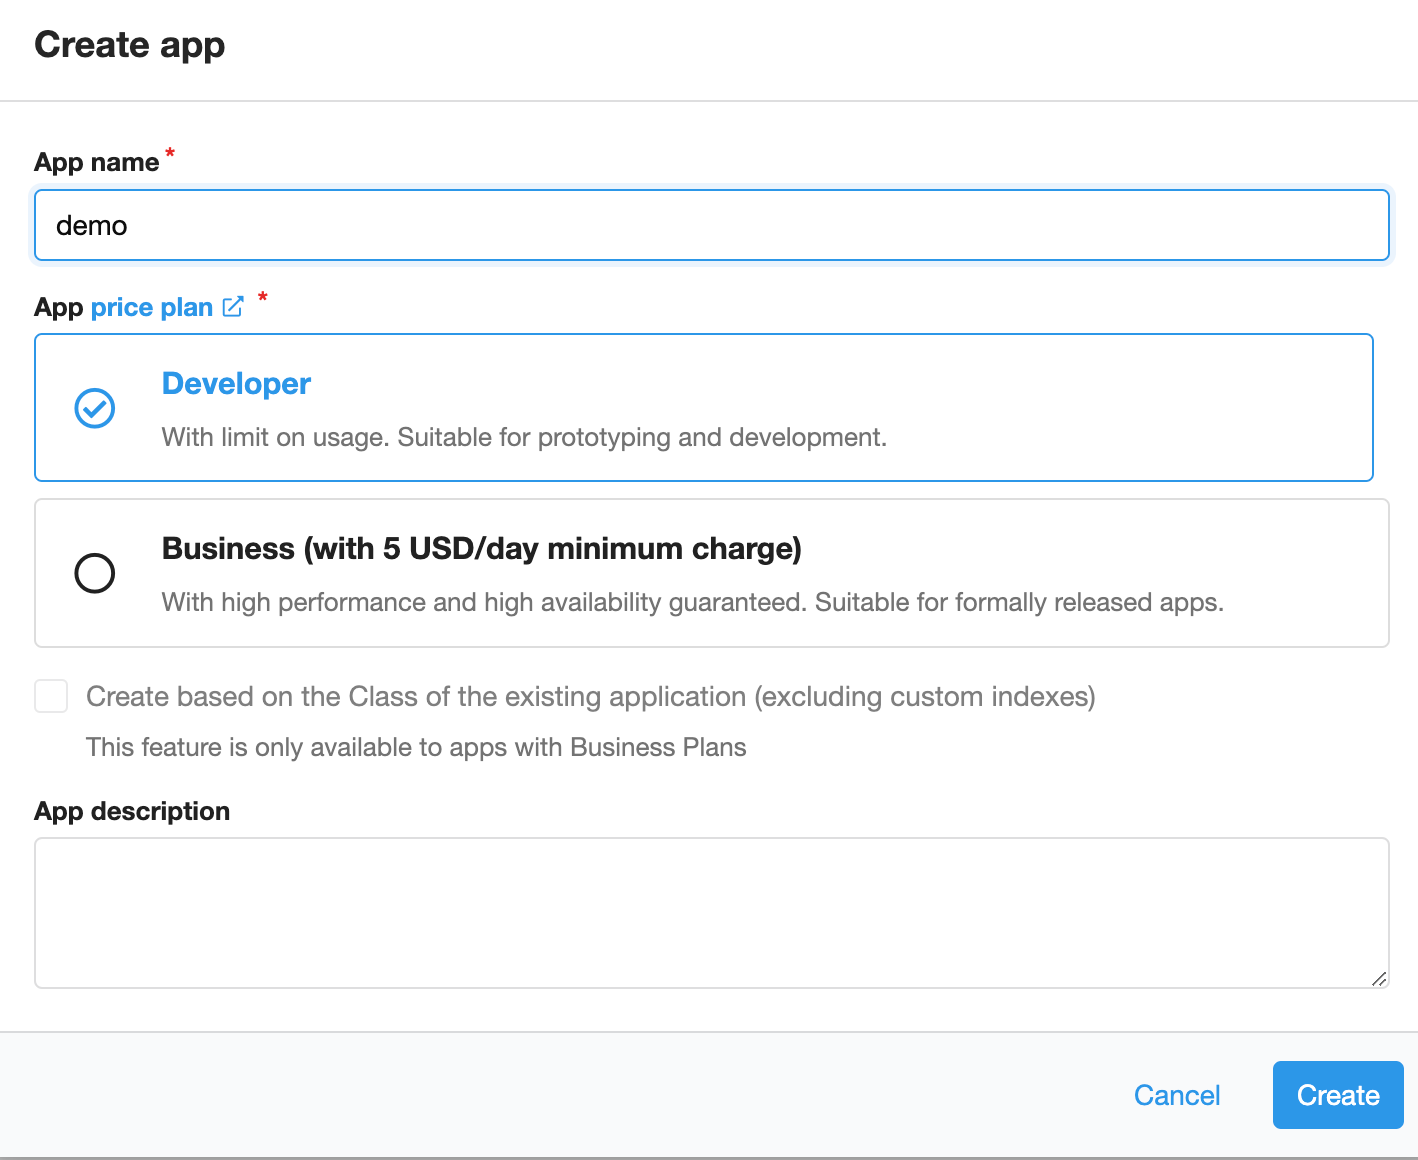 Create app
App name *
demo
App price plan *
Developer
With limit on usage. Suitable for prototyping and development.
Business (with 5 USD/day minimum charge)
With high performance and high availability guaranteed. Suitable for formally released apps.
Create based on the Class of the existing application (excluding custom indexes)
This feature is only available to apps with Business Plans
App description
Cancel
Create